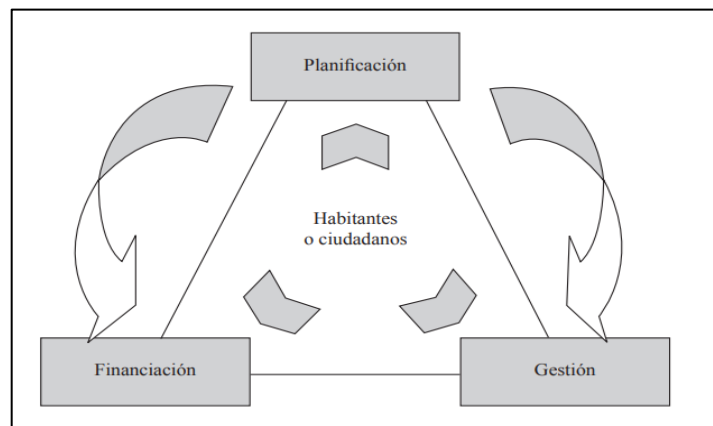 Planificación
Habitantes
o ciudadanos
Financiación
Gestión